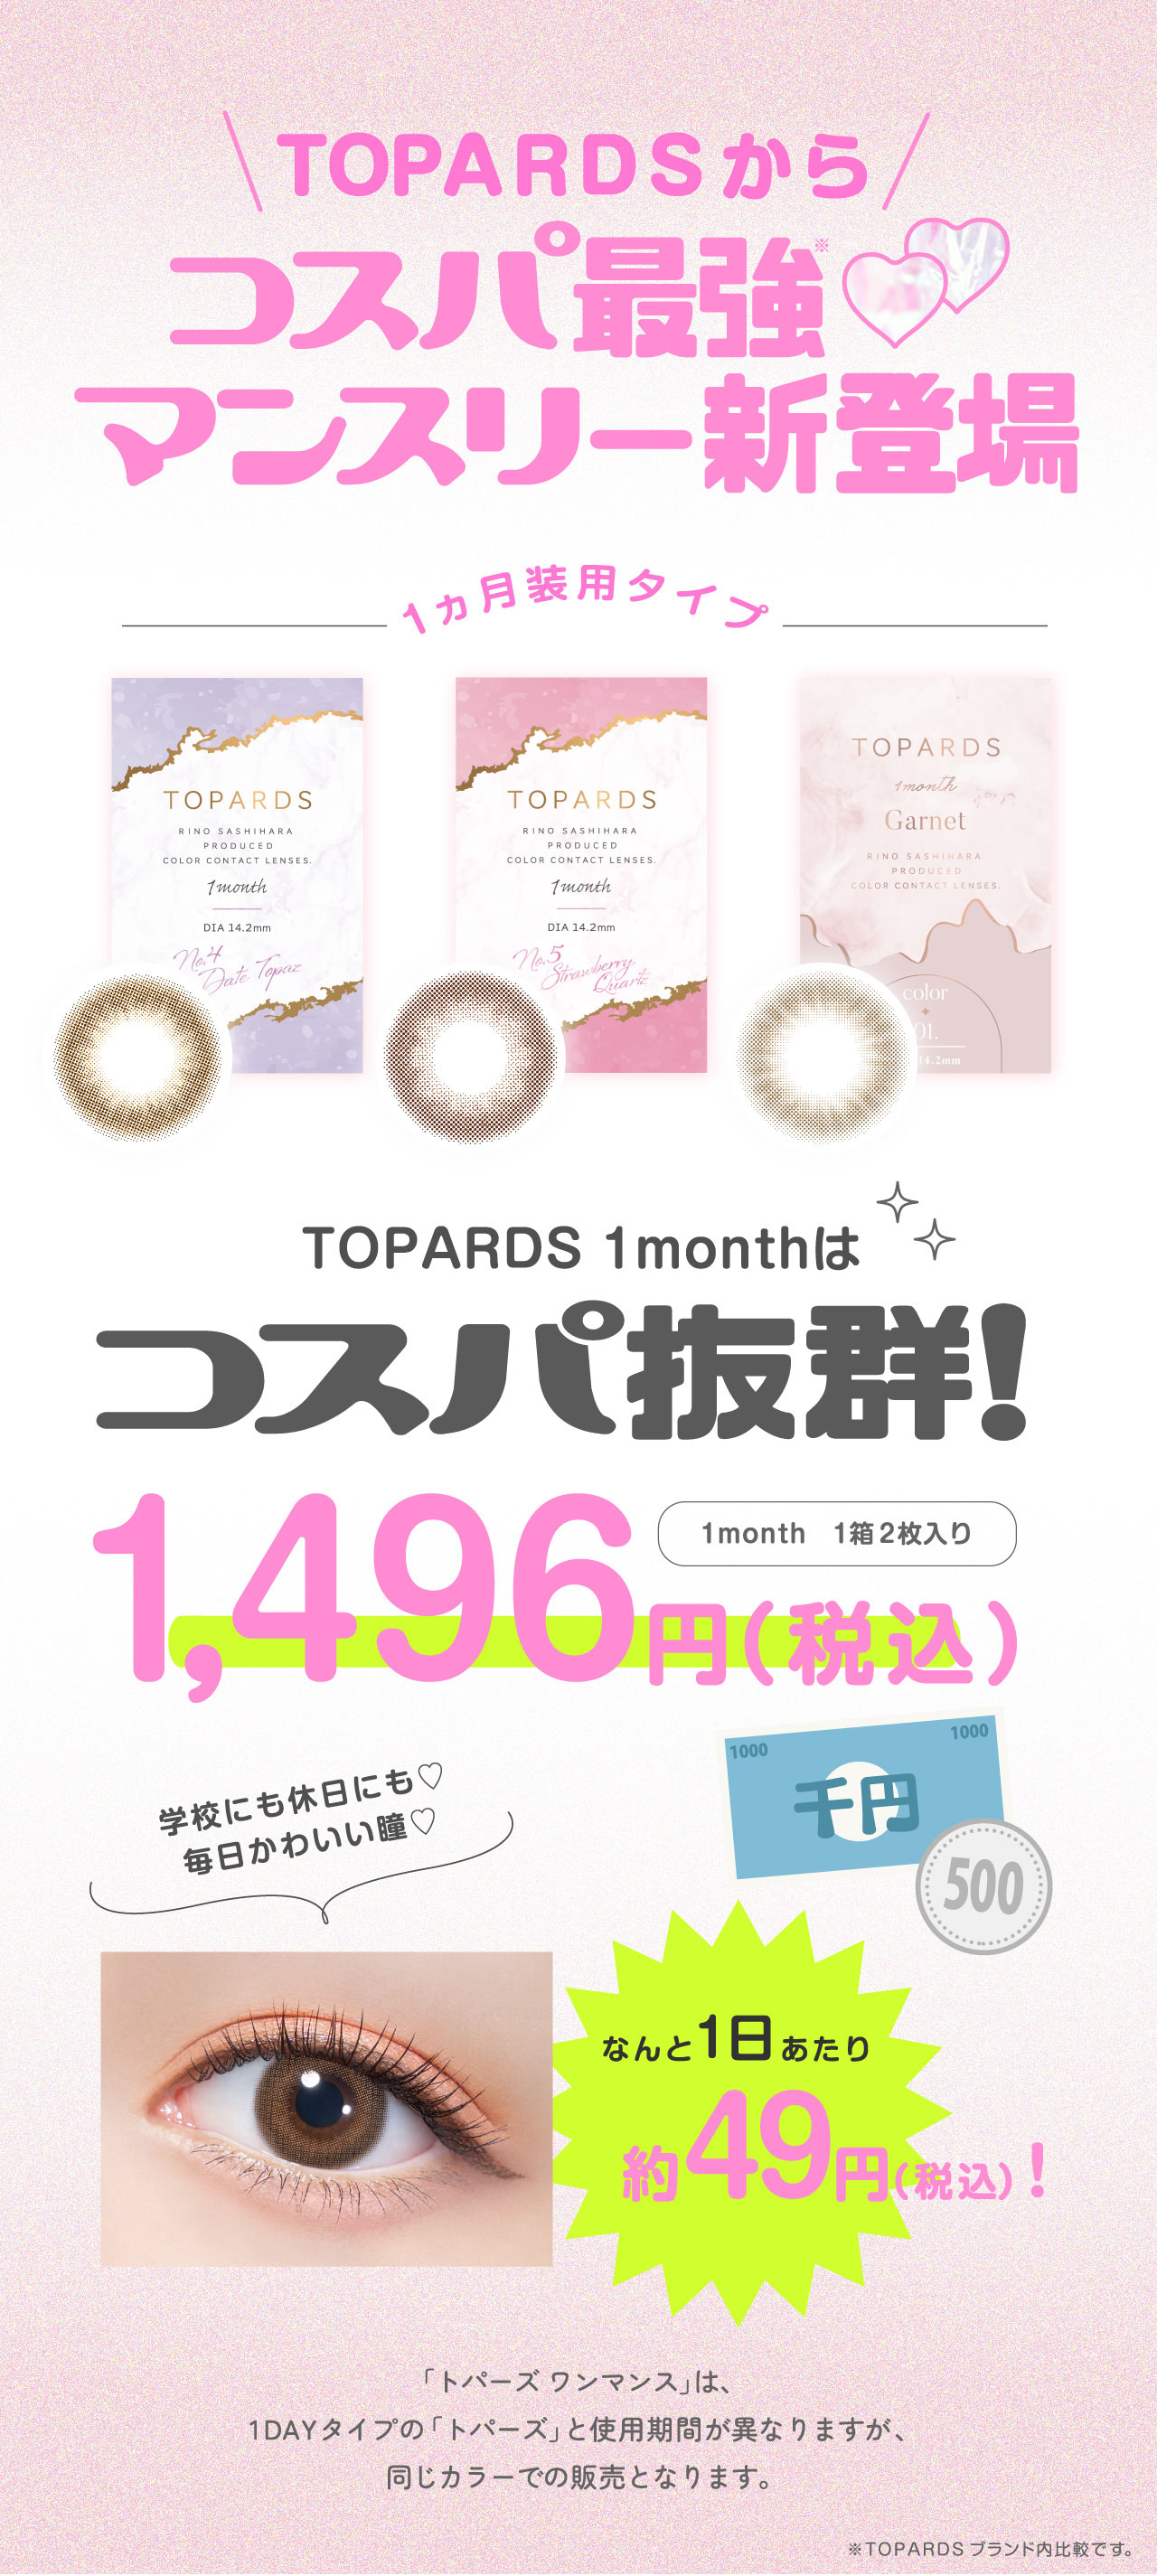 TOPARDSから
コスパ最強※
マンスリー新登場
1ヵ月装用タイプ
TOPARDS
RINO SASHIHARA
PRODUCED
COLOR CONTACT LENSES.
1month
DIA 14.2mm
No.4
Date Topaz
TOPARDS
RINO SASHIHARA
PRODUCED
COLOR CONTACT LENSES.
1month
DIA 14.2mm
No.5
Strawberry
Quartz
TOPARDS
1month
Garnet
RINO SASHIHARA
PRODUCED
COLOR CONTACT LENSES.
color
01.
14.2mm
TOPARDS 1monthは
コスパ抜群!
1,496円(税込)
1month 1箱2枚入り
1000
1000
千円
500
学校にも休日にも♡
毎日かわいい瞳♡
なんと1日あたり
約49円(税込)!
「トパーズ ワンマンス」は、
1DAYタイプの「トパーズ」と使用期間が異なりますが、
同じカラーでの販売となります。
※TOPARDS ブランド内比較です。